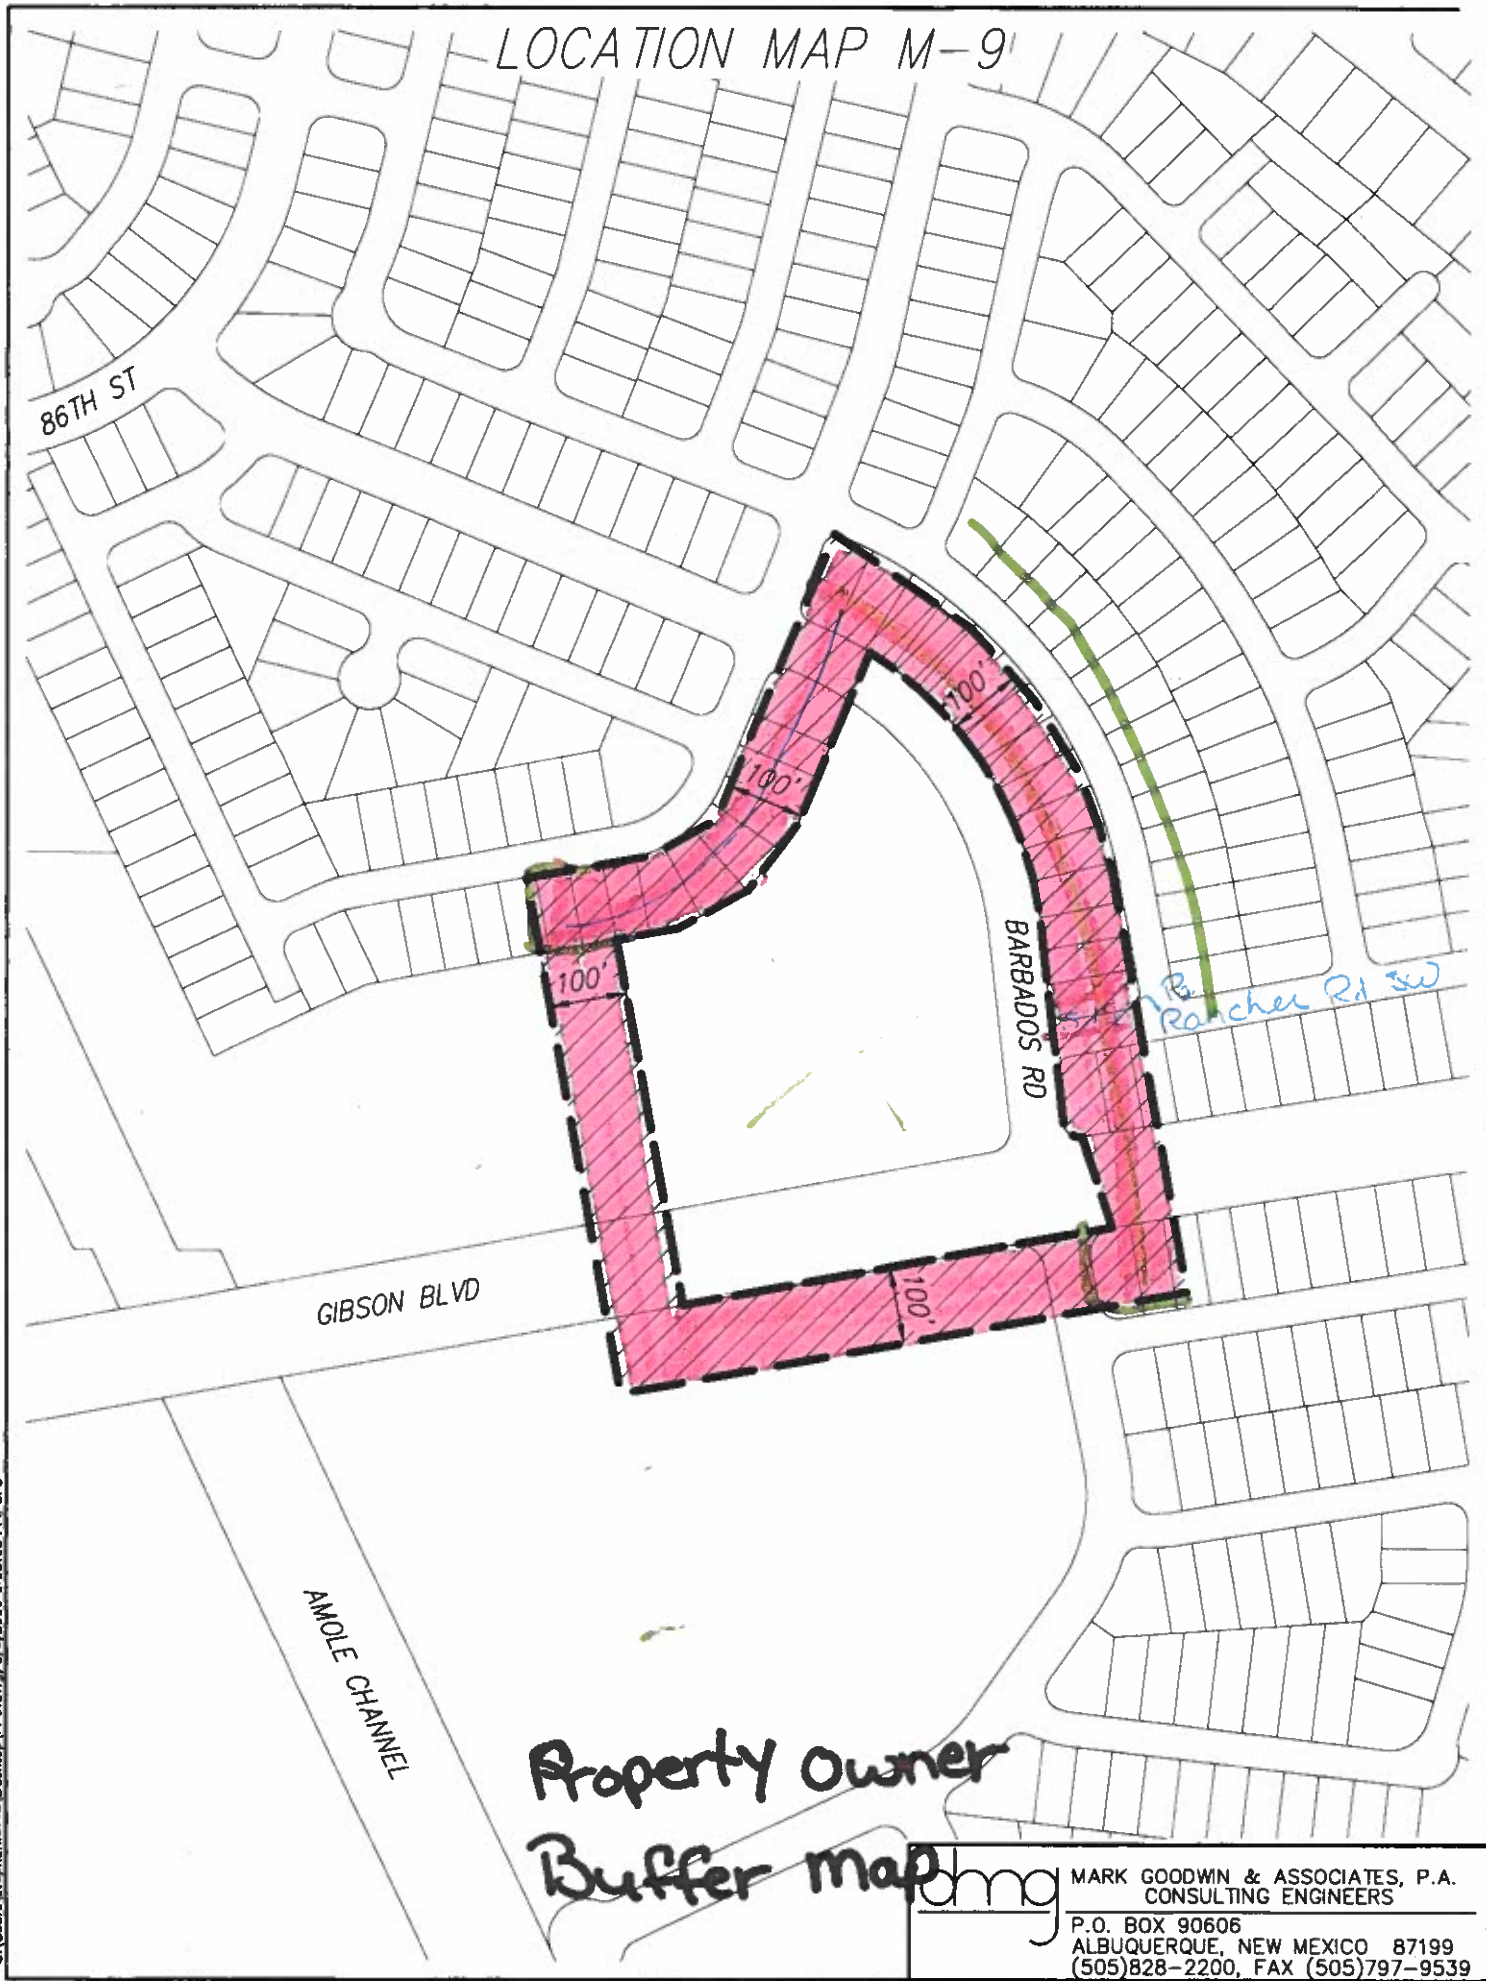 LOCATION MAP M-9
86TH ST
100'
100'
100'
BARBADOS RD
Rancher Rd SW
GIBSON BLVD
100'
AMOLE CHANNEL
Property Owner
Buffer map
dmg
MARK GOODWIN & ASSOCIATES, P.A.
CONSULTING ENGINEERS
P.O. BOX 90606
ALBUQUERQUE, NEW MEXICO 87199
(505)828-2200, FAX (505)797-9539